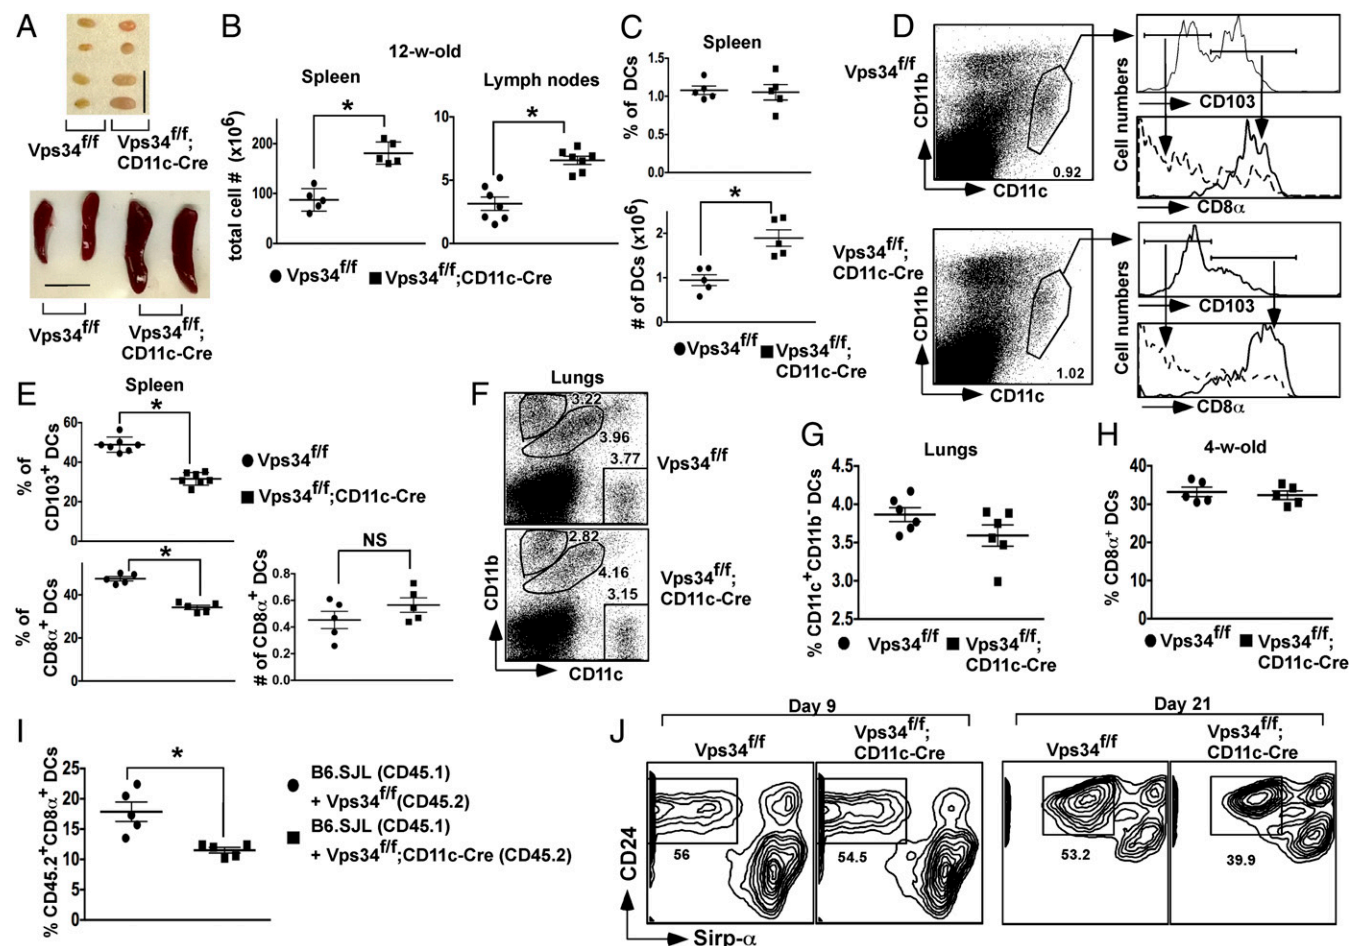 A
Vps34f/f
Vps34f/f;
CD11c-Cre
Vps34f/f
Vps34f/f;
CD11c-Cre
B
12-w-old
Spleen
Lymph nodes
total cell # (x10⁶)
200
100
0
*
10
5
0
*
Vps34f/f
Vps34f/f;CD11c-Cre
C
Spleen
% of DCs
1.5
1.0
0.5
0.0
# of DCs (x10⁶)
2
1
0
*
Vps34f/f
Vps34f/f;
CD11c-Cre
D
Vps34f/f
CD11b
CD11c
0.92
Cell numbers
CD103
CD8α
Vps34f/f;
CD11c-Cre
CD11b
CD11c
1.02
Cell numbers
CD103
CD8α
E
Spleen
% of
CD103+ DCs
60
40
20
0
*
Vps34f/f
Vps34f/f;CD11c-Cre
% of
CD8α+ DCs
40
20
0
*
# of CD8α+ DCs
0.8
0.6
0.4
0.2
0.0
NS
F
Lungs
3.22
3.96
3.77
Vps34f/f
2.82
4.16
3.15
Vps34f/f;
CD11c-Cre
CD11b
CD11c
G
Lungs
% CD11c+CD11b- DCs
4.5
4.0
3.5
3.0
2.5
Vps34f/f
Vps34f/f;
CD11c-Cre
H
4-w-old
% CD8α+ DCs
40
30
20
10
0
Vps34f/f
Vps34f/f;
CD11c-Cre
I
% CD45.2+CD8α+ DCs
25
20
15
10
5
0
*
B6.SJL (CD45.1)
+ Vps34f/f(CD45.2)
B6.SJL (CD45.1)
+ Vps34f/f;CD11c-Cre (CD45.2)
J
Day 9
Vps34f/f
Vps34f/f;
CD11c-Cre
56
54.5
Day 21
Vps34f/f
Vps34f/f;
CD11c-Cre
53.2
39.9
CD24
Sirp-α